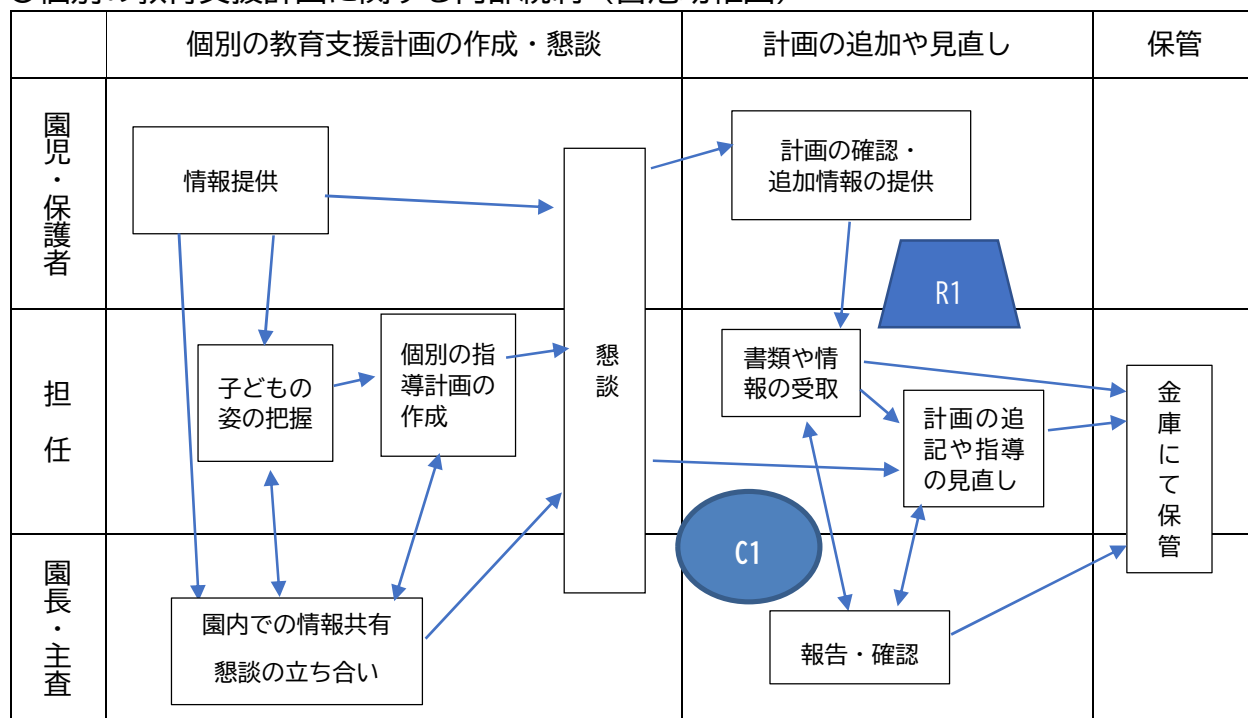 個別の教育支援計画の作成・懇談
計画の追加や見直し
保管
園児・保護者
情報提供
計画の確認・
追加情報の提供
R1
担任
子どもの
姿の把握
個別の指
導計画の
作成
懇談
書類や情
報の受取
計画の追
記や指導
の見直し
金庫にて保管
C1
園長・主査
園内での情報共有
懇談の立ち合い
報告・確認